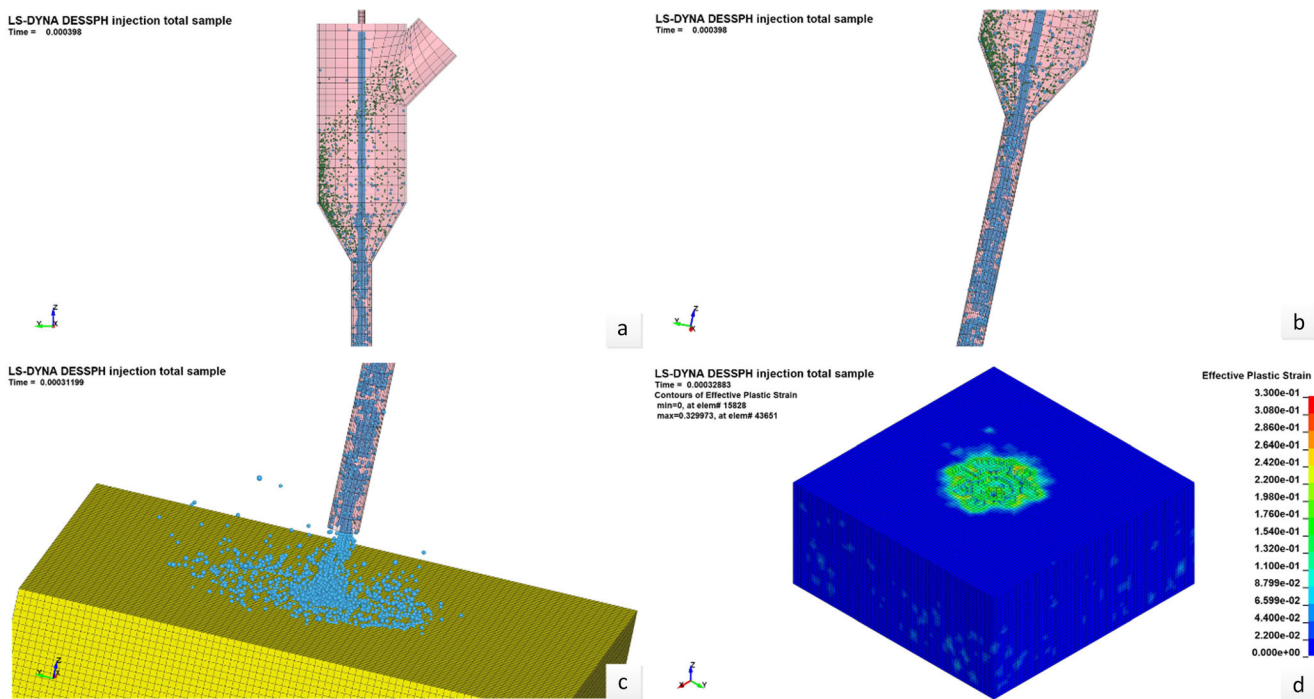 LS-DYNA DESSPH injection total sample
Time = 0.000398
Z
Y
X
a
LS-DYNA DESSPH injection total sample
Time = 0.000398
Z
Y
X
b
LS-DYNA DESSPH injection total sample
Time = 0.00031199
Z
Y
X
c
LS-DYNA DESSPH injection total sample
Time = 0.00032883
Contours of Effective Plastic Strain
min=0, at elem# 15828
max=0.329973, at elem# 43651
Effective Plastic Strain
3.300e-01
3.080e-01
2.860e-01
2.640e-01
2.420e-01
2.200e-01
1.980e-01
1.760e-01
1.540e-01
1.320e-01
1.100e-01
8.799e-02
6.599e-02
4.400e-02
2.200e-02
0.000e+00
Z
X
Y
d